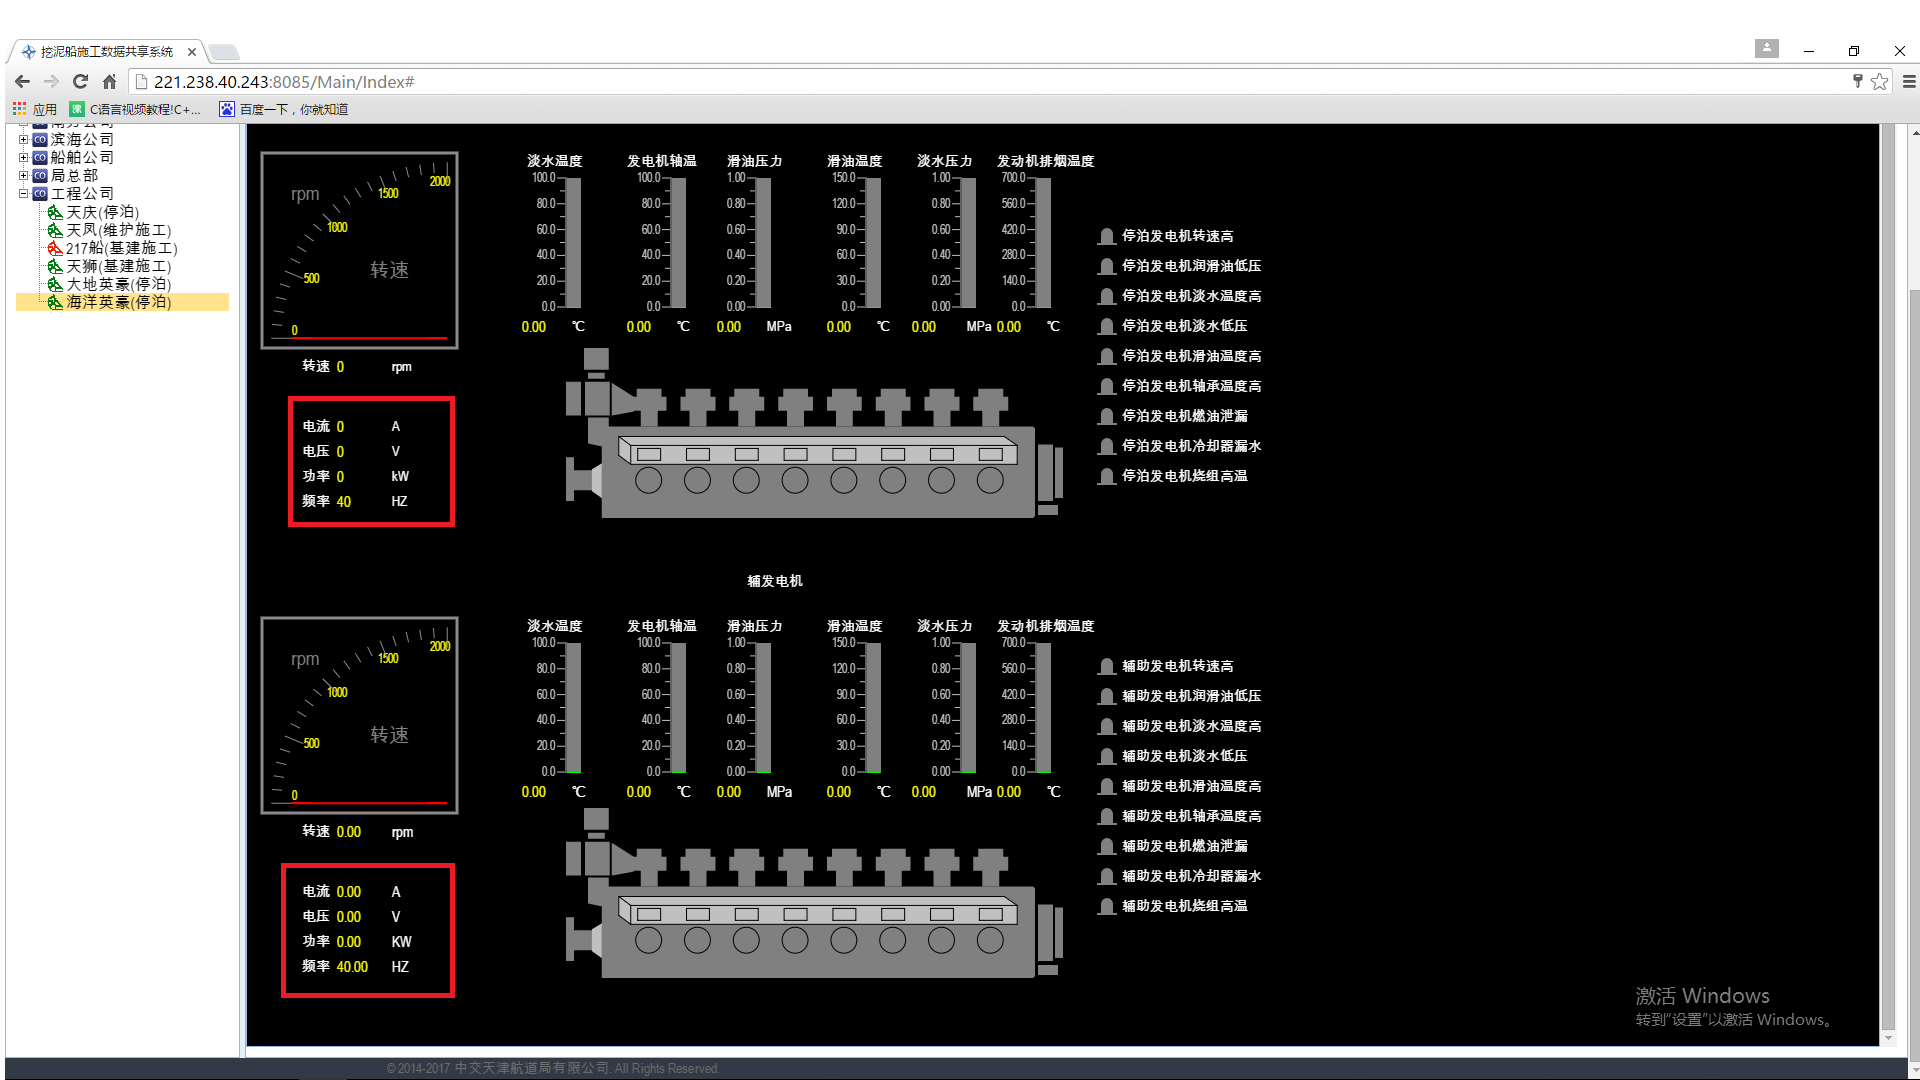 挖泥船施工数据共享系统
221.238.40.243:8085/Main/Index#
应用 C语言视频教程!C+... 百度一下，你就知道
滨海公司
船舶公司
局总部
工程公司
天庆(停泊)
天凤(维护施工)
217船(基建施工)
天狮(基建施工)
大地英豪(停泊)
海洋英豪(停泊)
rpm
2000
1500
1000
500
0
转速
转速 0 rpm
电流 0 A
电压 0 V
功率 0 kW
频率 40 HZ
淡水温度 发电机轴温 滑油压力 滑油温度 淡水压力 发动机排烟温度
100.0 100.0 1.00 150.0 1.00 700.0
80.0 80.0 0.80 120.0 0.80 560.0
60.0 60.0 0.60 90.0 0.60 420.0
40.0 40.0 0.40 60.0 0.40 280.0
20.0 20.0 0.20 30.0 0.20 140.0
0.0 0.0 0.00 0.0 0.00 0.0
0.00 ℃ 0.00 ℃ 0.00 MPa 0.00 ℃ 0.00 MPa 0.00 ℃
停泊发电机转速高
停泊发电机润滑油低压
停泊发电机淡水温度高
停泊发电机淡水低压
停泊发电机滑油温度高
停泊发电机轴承温度高
停泊发电机燃油泄漏
停泊发电机冷却器漏水
停泊发电机烧组高温
辅发电机
rpm
2000
1500
1000
500
0
转速
转速 0.00 rpm
电流 0.00 A
电压 0.00 V
功率 0.00 KW
频率 40.00 HZ
淡水温度 发电机轴温 滑油压力 滑油温度 淡水压力 发动机排烟温度
100.0 100.0 1.00 150.0 1.00 700.0
80.0 80.0 0.80 120.0 0.80 560.0
60.0 60.0 0.60 90.0 0.60 420.0
40.0 40.0 0.40 60.0 0.40 280.0
20.0 20.0 0.20 30.0 0.20 140.0
0.0 0.0 0.00 0.0 0.00 0.0
0.00 ℃ 0.00 ℃ 0.00 MPa 0.00 ℃ 0.00 MPa 0.00 ℃
辅助发电机转速高
辅助发电机润滑油低压
辅助发电机淡水温度高
辅助发电机淡水低压
辅助发电机滑油温度高
辅助发电机轴承温度高
辅助发电机燃油泄漏
辅助发电机冷却器漏水
辅助发电机烧组高温
激活 Windows
转到“设置”以激活 Windows。
© 2014-2017 中交天津航道局有限公司. All Rights Reserved.